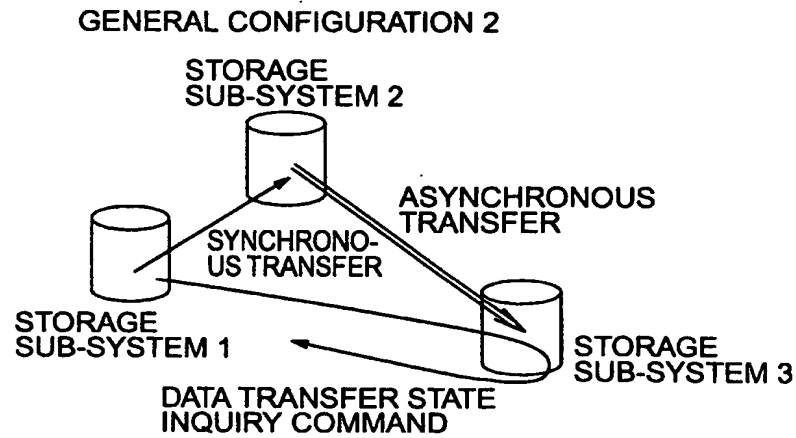 GENERAL CONFIGURATION 2
STORAGE
SUB-SYSTEM 2
ASYNCHRONOUS
TRANSFER
SYNCHRONO-
US TRANSFER
STORAGE
SUB-SYSTEM 1
STORAGE
SUB-SYSTEM 3
DATA TRANSFER STATE
INQUIRY COMMAND